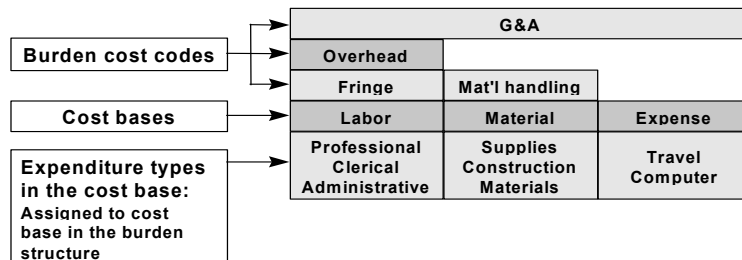 G&A
Burden cost codes
Overhead
Fringe
Mat'l handling
Cost bases
Labor
Material
Expense
Expenditure types
in the cost base:
Assigned to cost
base in the burden
structure
Professional
Clerical
Administrative
Supplies
Construction
Materials
Travel
Computer